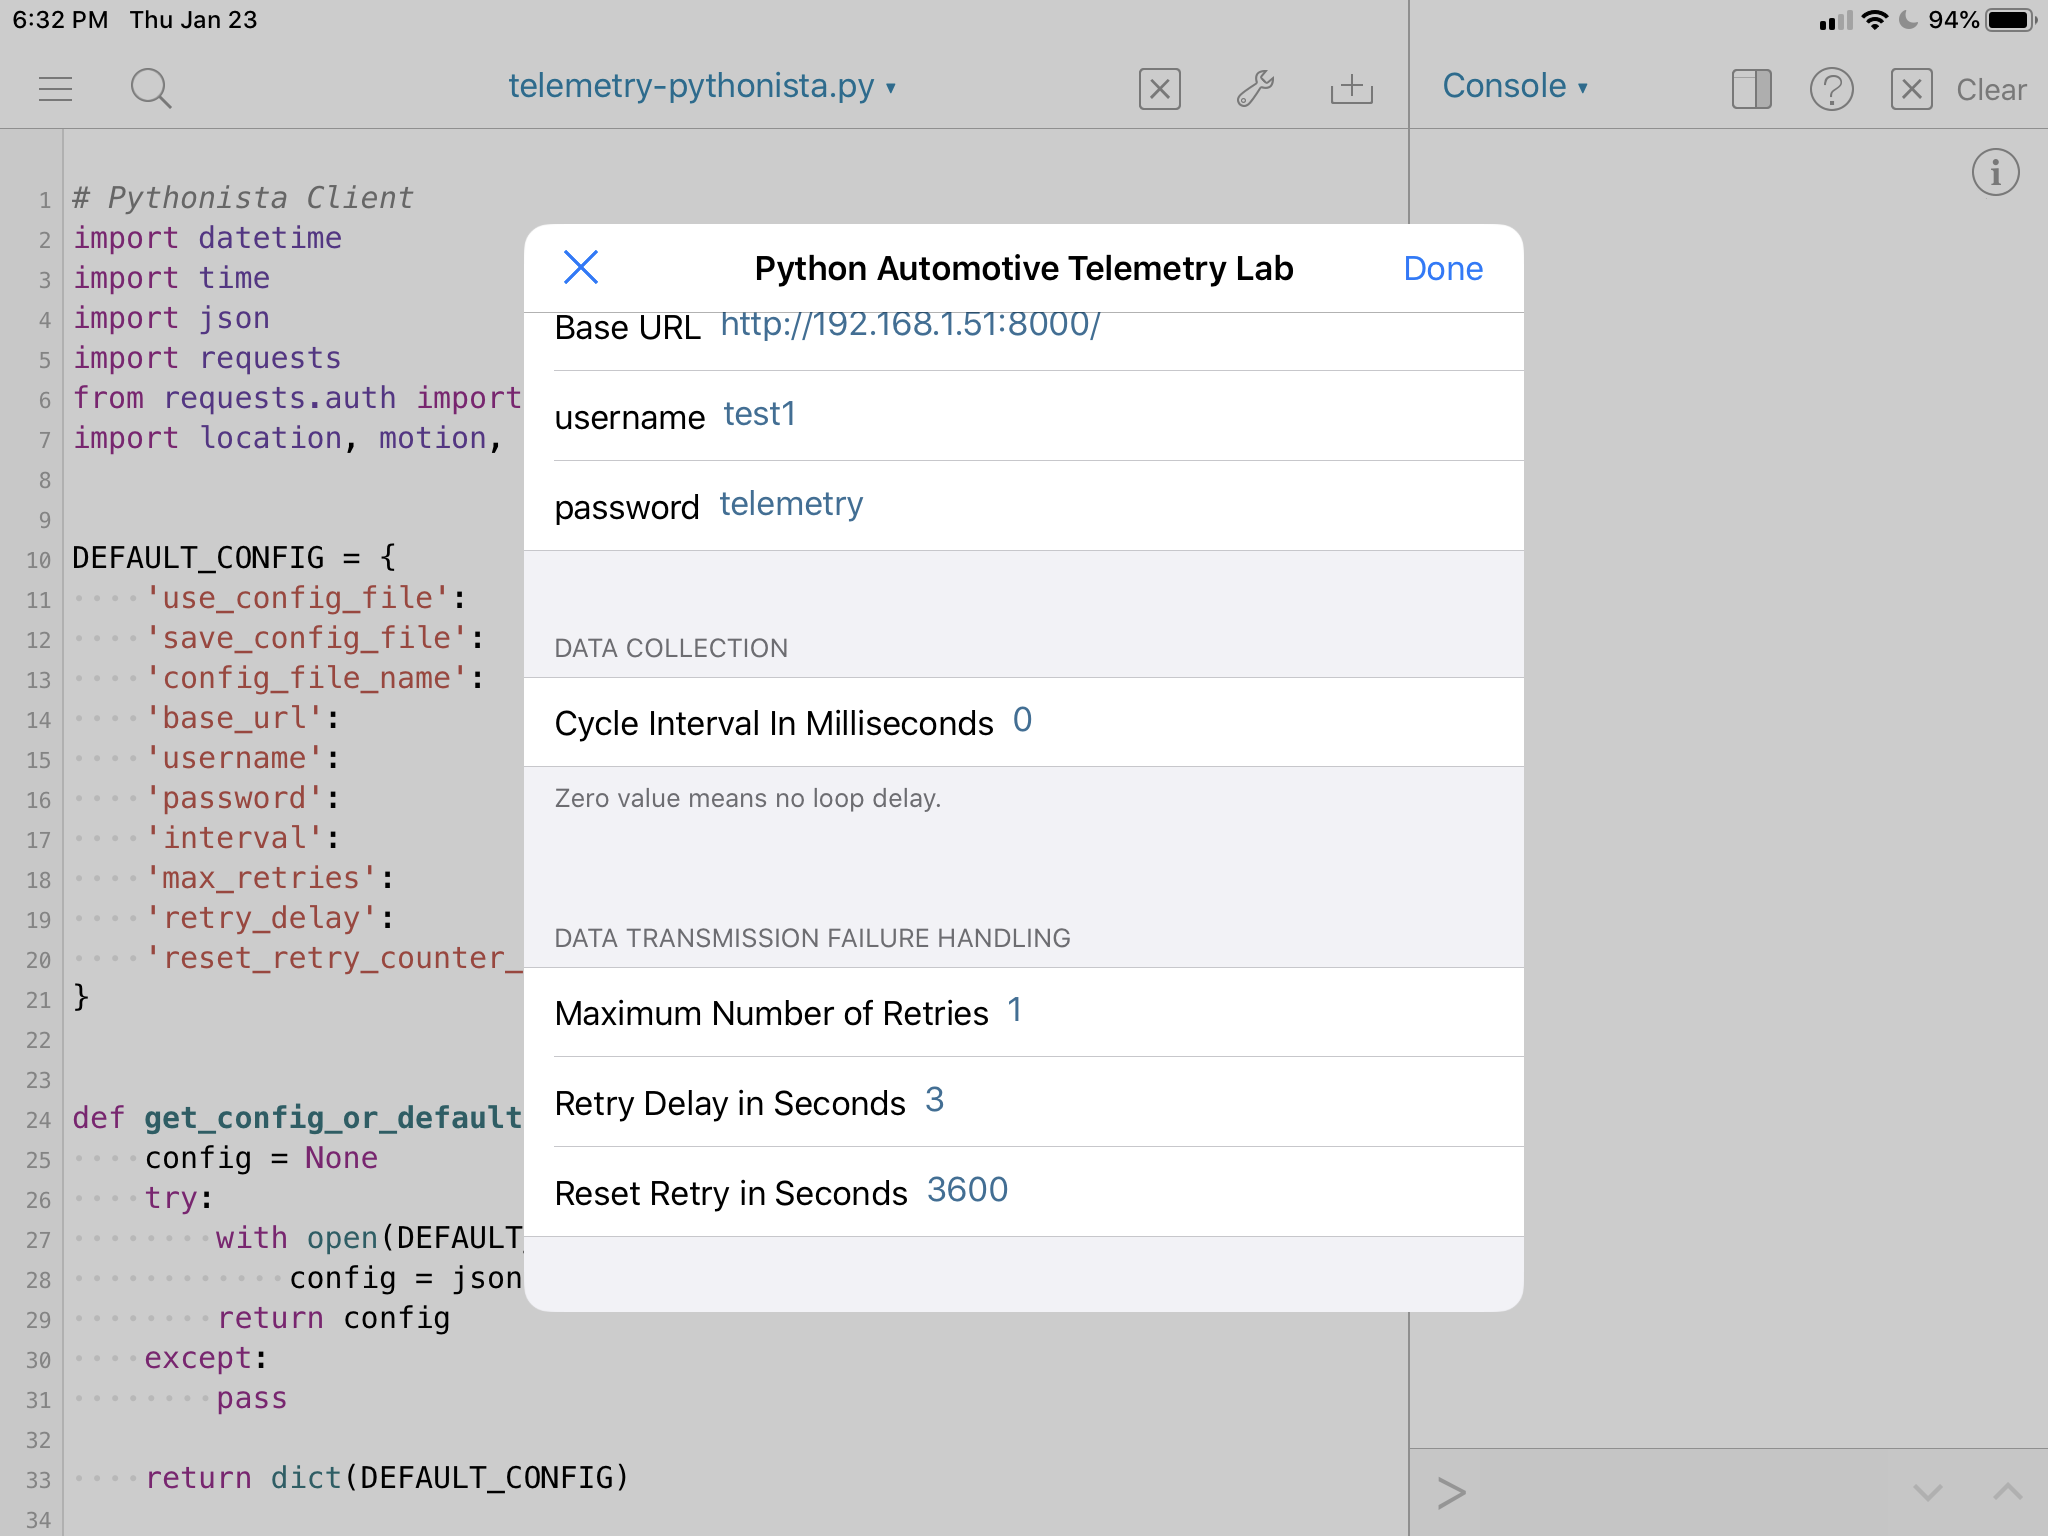 6:32 PM Thu Jan 23 94%
telemetry-pythonista.py ▾
Console ▾ Clear
1 # Pythonista Client
2 import datetime
3 import time
4 import json
5 import requests
6 from requests.auth import
7 import location, motion,
8
9
10 DEFAULT_CONFIG = {
11 'use_config_file':
12 'save_config_file':
13 'config_file_name':
14 'base_url':
15 'username':
16 'password':
17 'interval':
18 'max_retries':
19 'retry_delay':
20 'reset_retry_counter_
21 }
22
23
24 def get_config_or_default
25 config = None
26 try:
27 with open(DEFAULT_
28 config = json
29 return config
30 except:
31 pass
32
33 return dict(DEFAULT_CONFIG)
34
Python Automotive Telemetry Lab
Done
Base URL http://192.168.1.51:8000/
username test1
password telemetry
DATA COLLECTION
Cycle Interval In Milliseconds 0
Zero value means no loop delay.
DATA TRANSMISSION FAILURE HANDLING
Maximum Number of Retries 1
Retry Delay in Seconds 3
Reset Retry in Seconds 3600
>